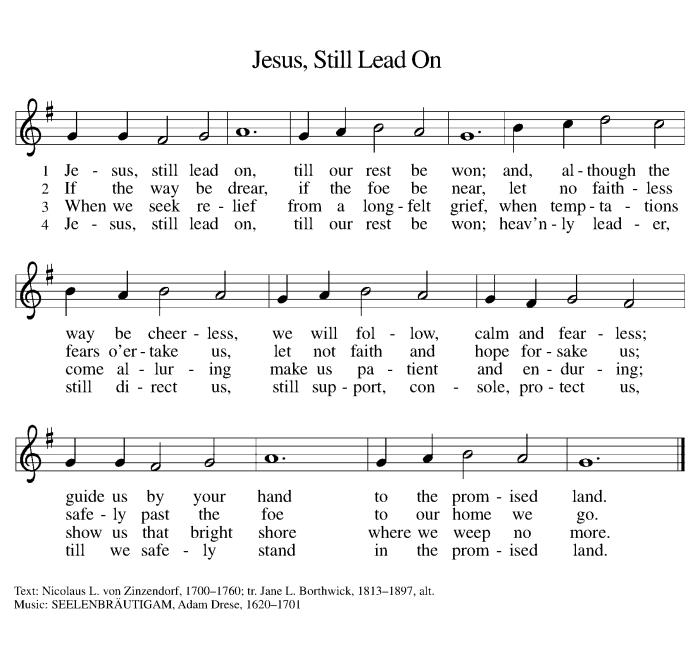 Jesus, Still Lead On
1 Je - sus, still lead on, till our rest be won; and, al - though the
2 If the way be drear, if the foe be near, let no faith - less
3 When we seek re - lief from a long - felt grief, when temp - ta - tions
4 Je - sus, still lead on, till our rest be won; heav'n - ly lead - er,
way be cheer - less, we will fol - low, calm and fear - less;
fears o'er - take us, let not faith and hope for - sake us;
come al - lur - ing make us pa - tient and en - dur - ing;
still di - rect us, still sup - port, con - sole, pro - tect us,
guide us by your hand to the prom - ised land.
safe - ly past the foe to our home we go.
show us that bright shore where we weep no more.
till we safe - ly stand in the prom - ised land.
Text: Nicolaus L. von Zinzendorf, 1700–1760; tr. Jane L. Borthwick, 1813–1897, alt.
Music: SEELENBRÄUTIGAM, Adam Drese, 1620–1701